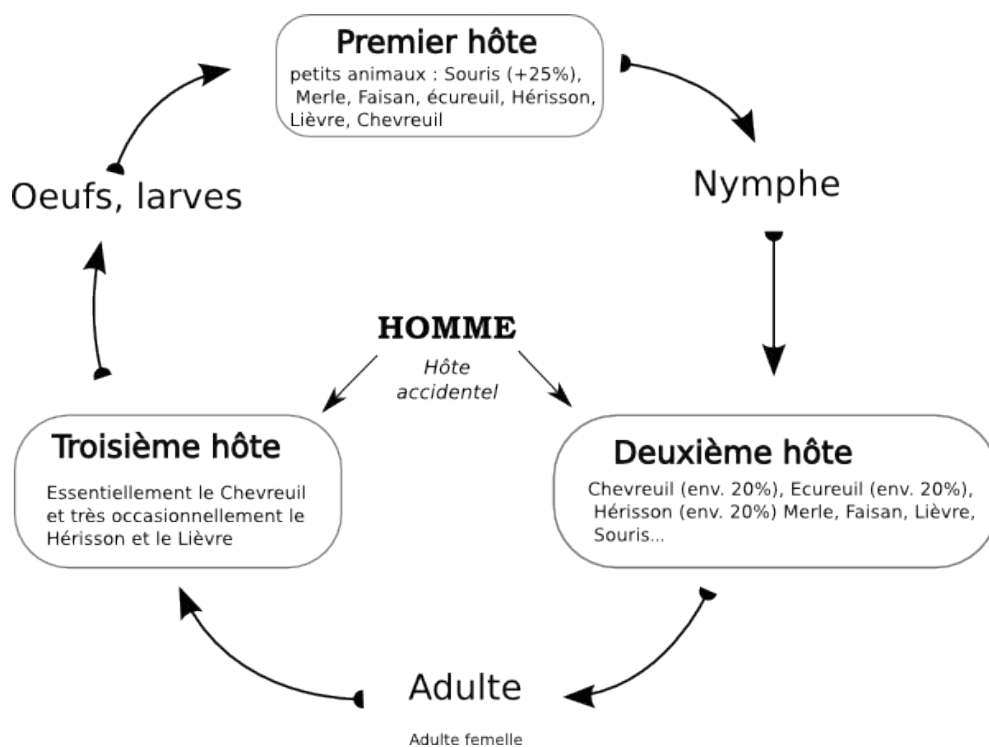 Premier hôte
petits animaux : Souris (+25%),
Merle, Faisan, écureuil, Hérisson,
Lièvre, Chevreuil
Oeufs, larves
Nymphe
HOMME
Hôte
accidentel
Troisième hôte
Essentiellement le Chevreuil
et très occasionnellement le
Hérisson et le Lièvre
Deuxième hôte
Chevreuil (env. 20%), Ecureuil (env. 20%),
Hérisson (env. 20%) Merle, Faisan, Lièvre,
Souris...
Adulte
Adulte femelle